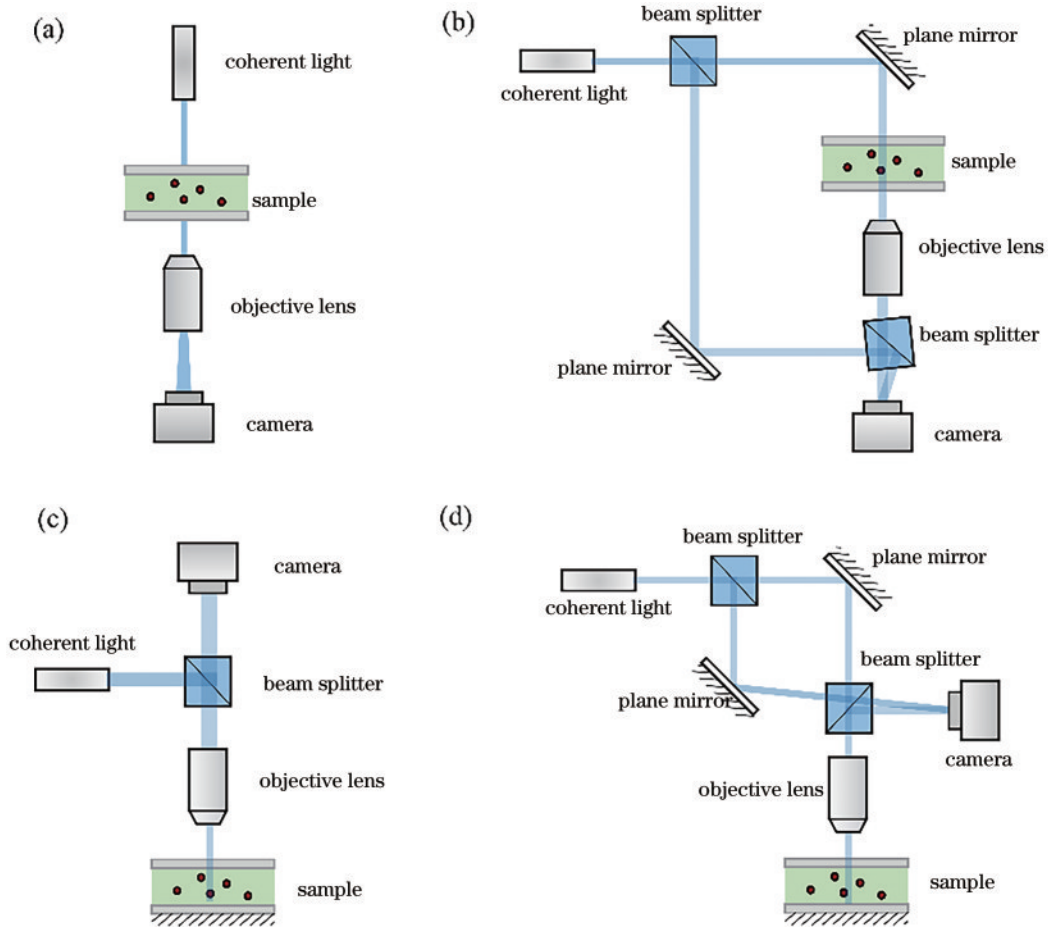 (a)
coherent light
sample
objective lens
camera
(b)
beam splitter
plane mirror
coherent light
sample
objective lens
beam splitter
plane mirror
camera
(c)
camera
coherent light
beam splitter
objective lens
sample
(d)
beam splitter
plane mirror
coherent light
beam splitter
plane mirror
camera
objective lens
sample